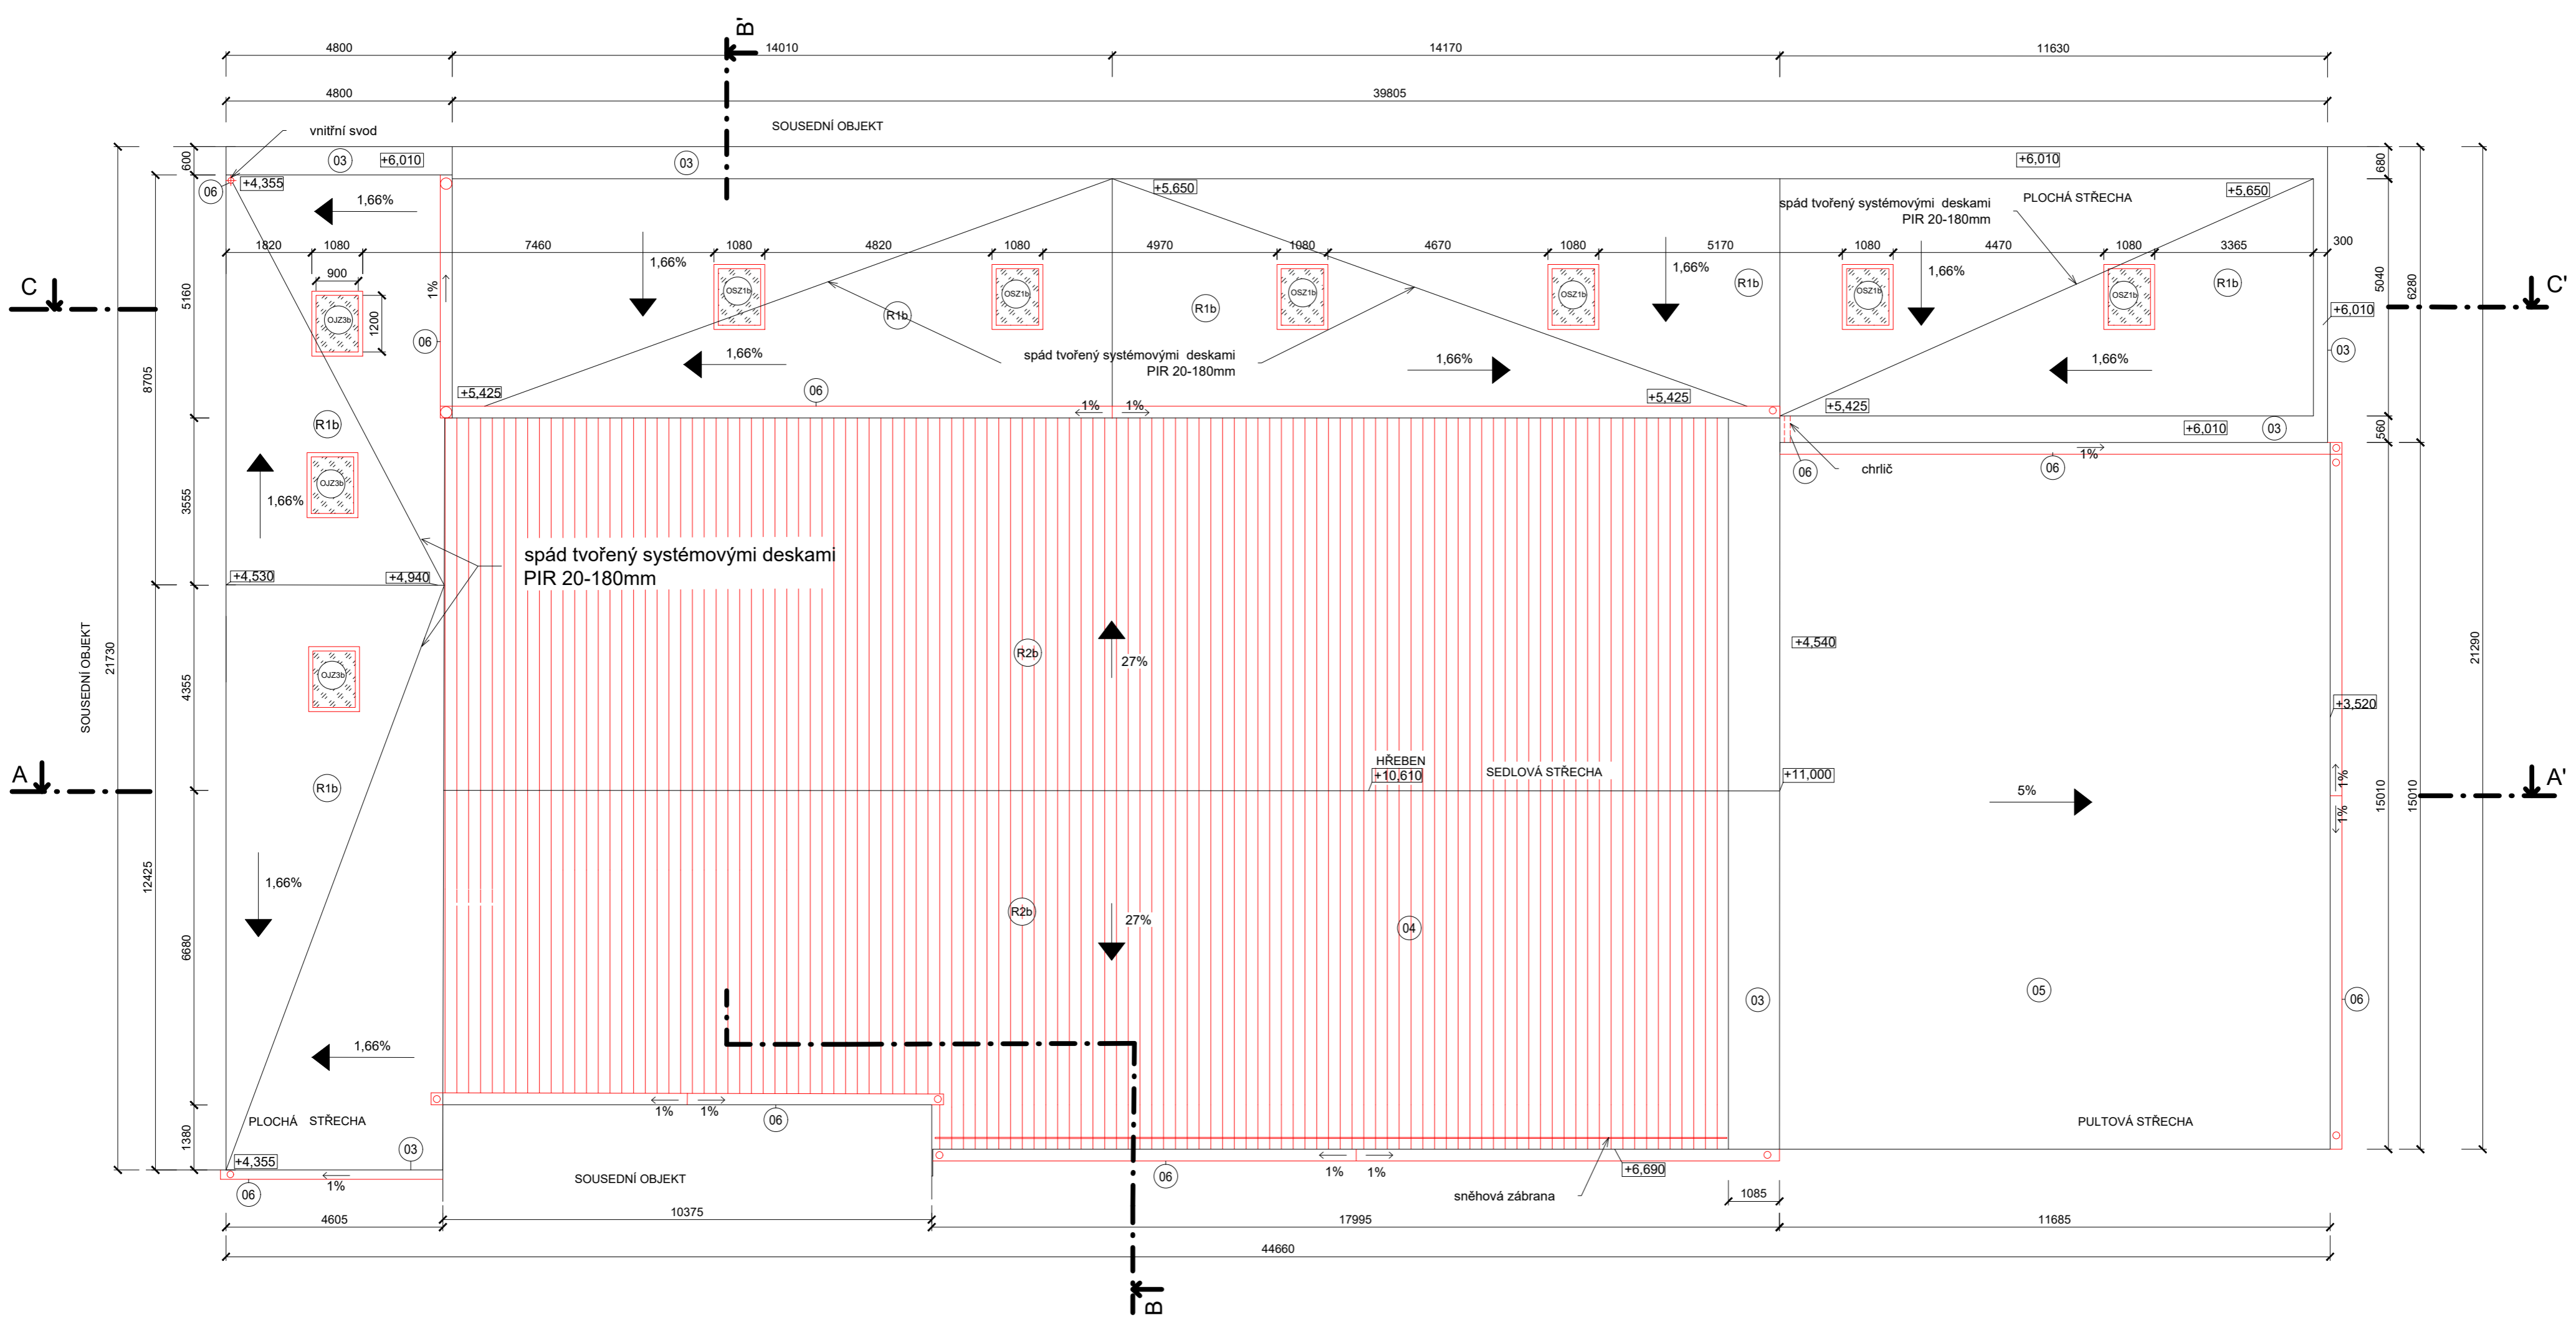 B'
4800
14010
14170
11630
4800
39805
SOUSEDNÍ OBJEKT
vnitřní svod
600
03
+6,010
03
+6,010
680
06
+4,355
1,66%
+5,650
spád tvořený systémovými deskami
PIR 20-180mm
PLOCHÁ STŘECHA
+5,650
1820
1080
7460
1080
4820
1080
4970
1080
4670
1080
5170
1080
4470
1080
3365
300
900
1,66%
1,66%
1,66%
C
C'
5160
1%
OJZ3b
1200
OSZ1b
OSZ1b
OSZ1b
OSZ1b
OSZ1b
OSZ1b
R1b
R1b
R1b
R1b
5040
6280
+6,010
06
03
1,66%
spád tvořený systémovými deskami
PIR 20-180mm
1,66%
1,66%
8705
+5,425
06
+5,425
+5,425
1%
1%
R1b
+6,010
03
560
1%
06
06
chrlič
OJZ3b
1,66%
3555
spád tvořený systémovými deskami
PIR 20-180mm
+4,530
+4,940
SOUSEDNÍ OBJEKT
21730
4355
OJZ3b
R2b
27%
+4,540
21290
+3,520
A
R1b
HŘEBEN
+10,610
SEDLOVÁ STŘECHA
+11,000
5%
1%
1%
15010
15010
A'
12425
1,66%
6680
R2b
27%
04
03
05
06
1,66%
PLOCHÁ STŘECHA
1380
03
1%
1%
06
PULTOVÁ STŘECHA
+4,355
1%
06
SOUSEDNÍ OBJEKT
06
1%
1%
+6,690
sněhová zábrana
1085
4605
10375
17995
11685
44660
B